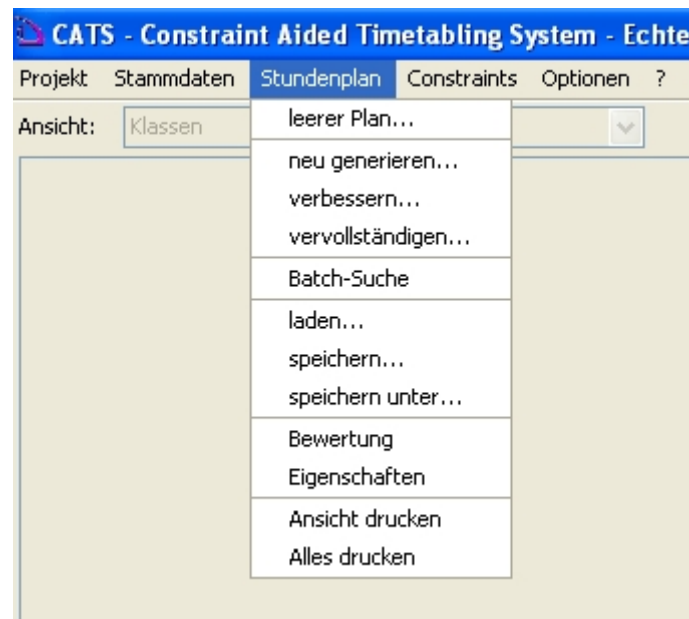 CATS - Constraint Aided Timetabling System - Echte
Projekt Stammdaten Stundenplan Constraints Optionen ?
Ansicht: Klassen
leerer Plan...
neu generieren...
verbessern...
vervollständigen...
Batch-Suche
laden...
speichern...
speichern unter...
Bewertung
Eigenschaften
Ansicht drucken
Alles drucken